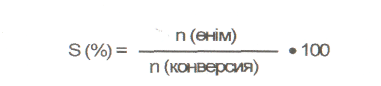 n (өнім)
S (%) = • 100
n (конверсия)